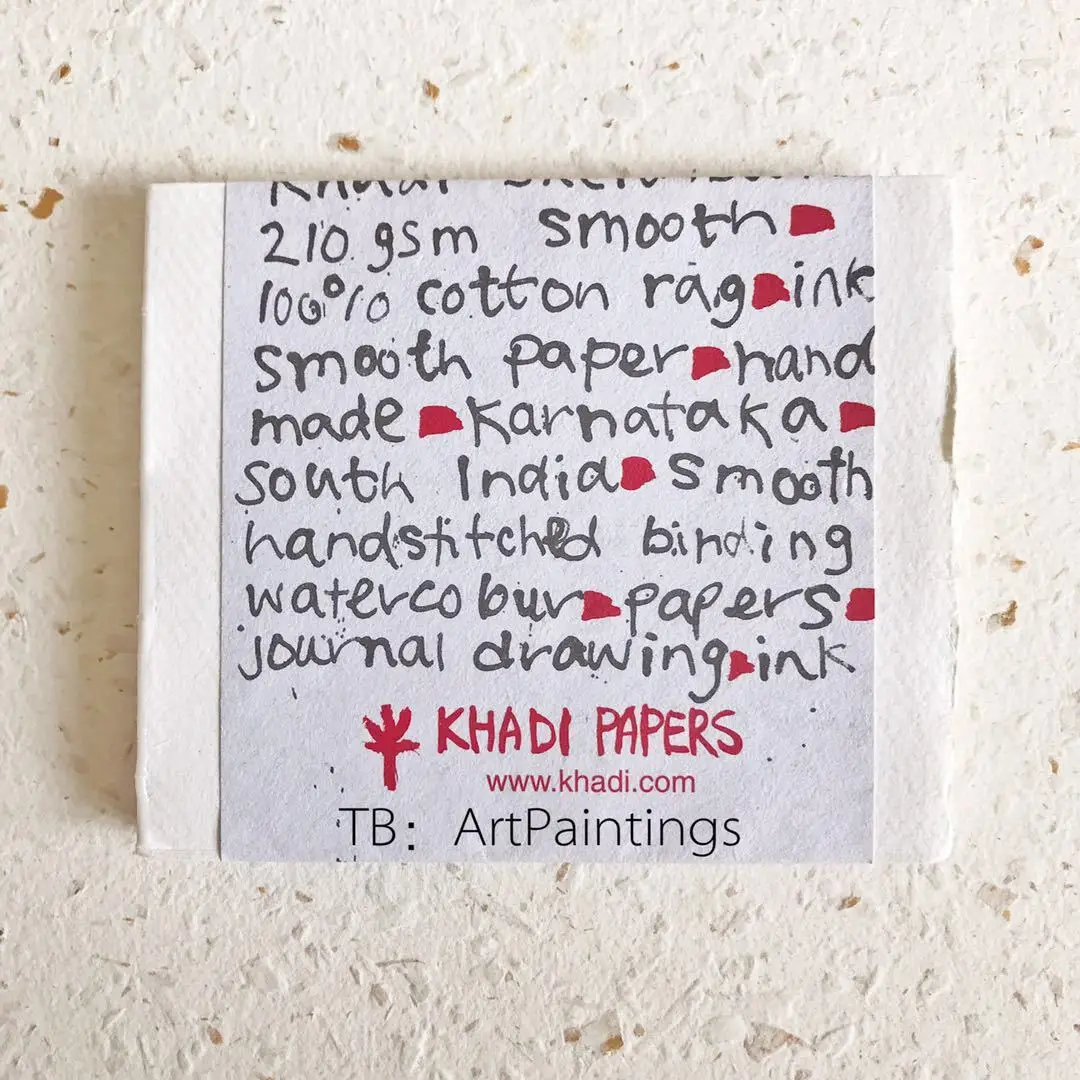 210 gsm smooth
100% cotton rag ink
smooth paper hand
made Karnataka
south India smooth
handstitched binding
watercolour papers
journal drawing ink
KHADI PAPERS
www.khadi.com
TB： ArtPaintings